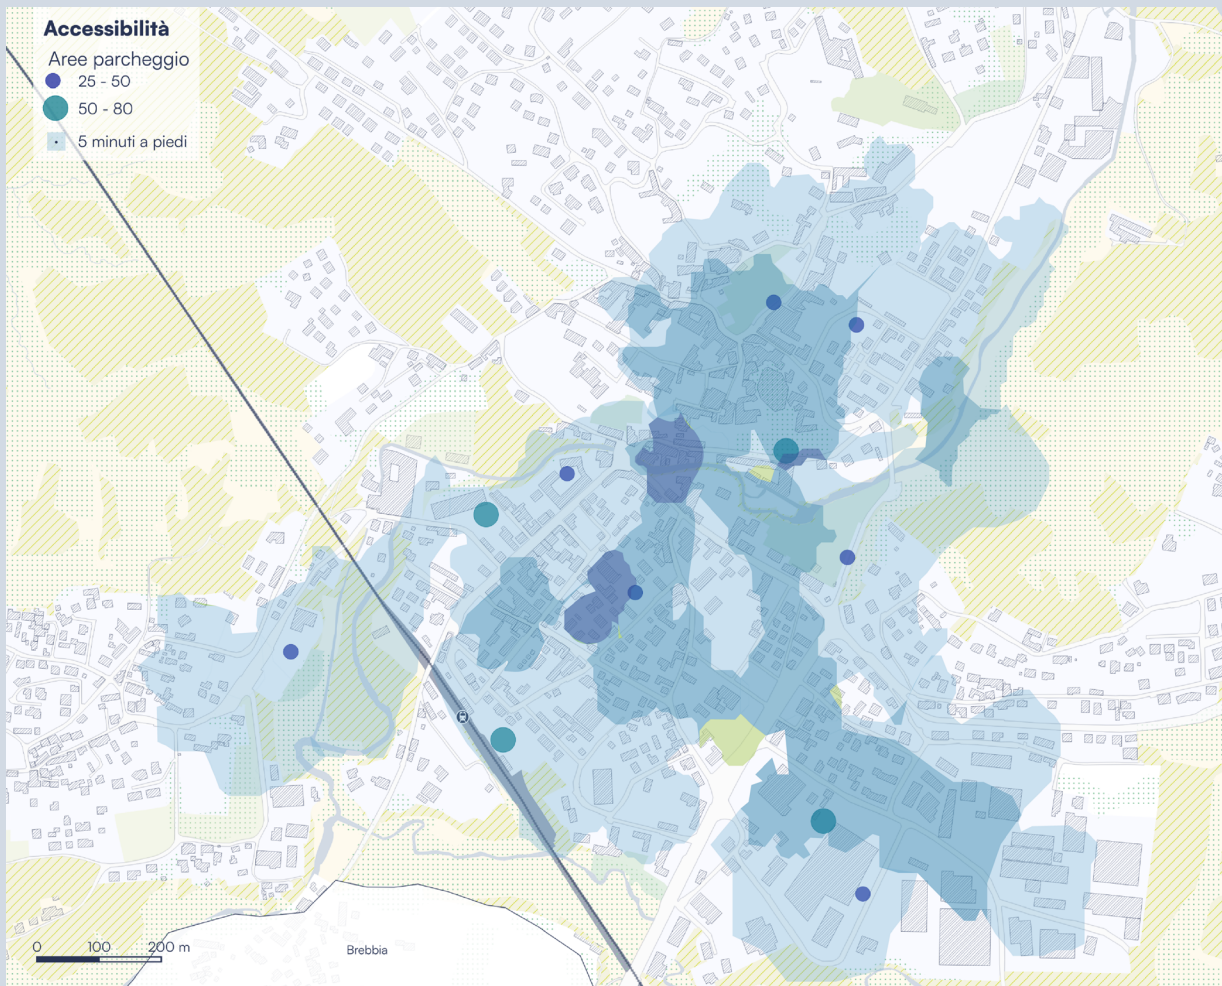 Accessibilità
Aree parcheggio
25 - 50
50 - 80
5 minuti a piedi
0 100 200 m
Brebbia